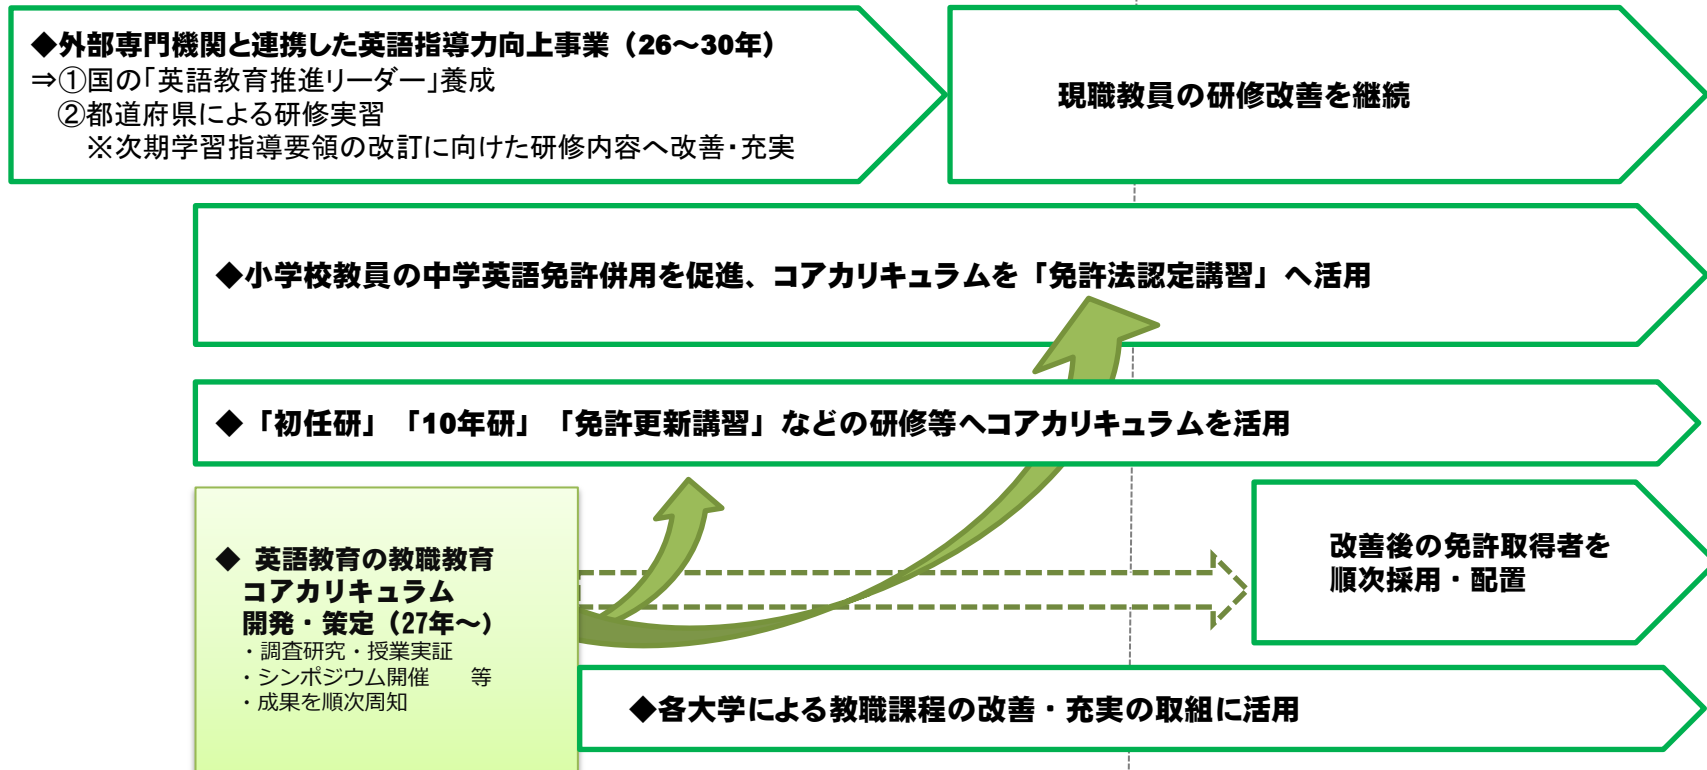 ◆外部専門機関と連携した英語指導力向上事業（26～30年）
⇒①国の「英語教育推進リーダー」養成
②都道府県による研修実習
※次期学習指導要領の改訂に向けた研修内容へ改善・充実
現職教員の研修改善を継続
◆小学校教員の中学英語免許併用を促進、コアカリキュラムを「免許法認定講習」へ活用
◆「初任研」「10年研」「免許更新講習」などの研修等へコアカリキュラムを活用
◆ 英語教育の教職教育
コアカリキュラム
開発・策定（27年～）
・調査研究・授業実証
・シンポジウム開催　　等
・成果を順次周知
改善後の免許取得者を
順次採用・配置
◆各大学による教職課程の改善・充実の取組に活用